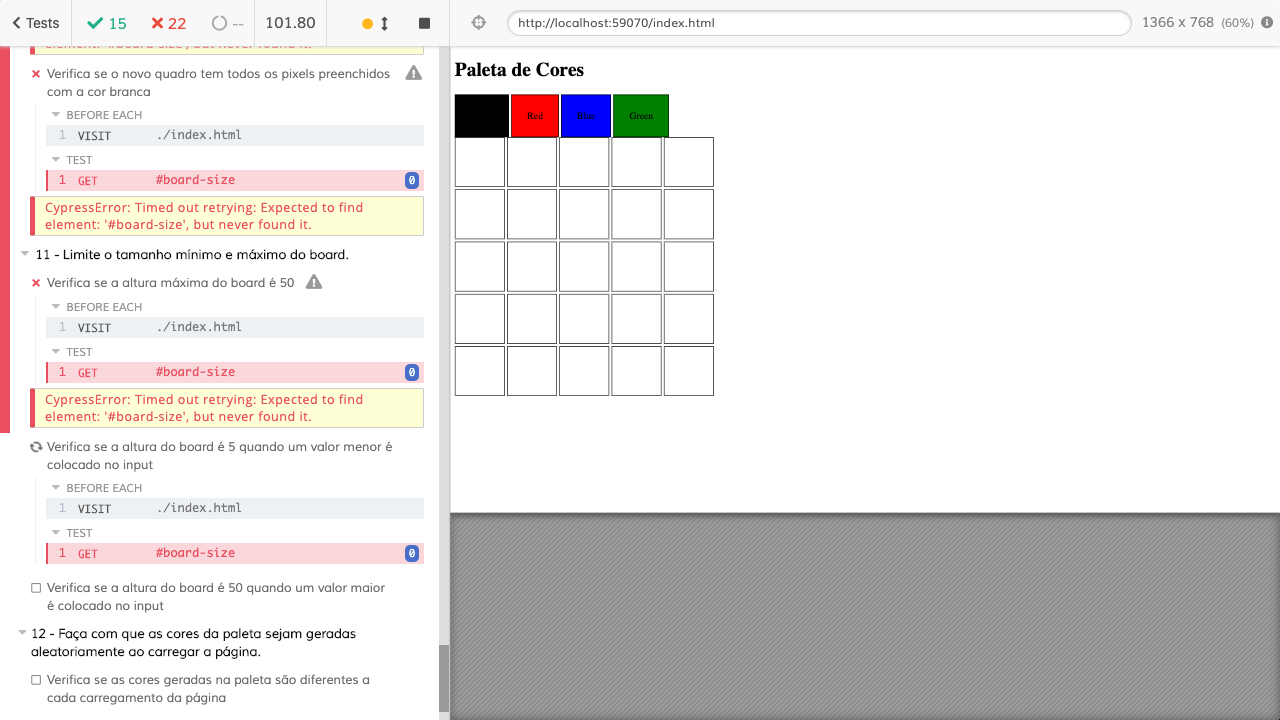 Tests
15
22
--
101.80
http://localhost:59070/index.html
1366 x 768 (60%)
element: '#board-size', but never found it.
Verifica se o novo quadro tem todos os pixels preenchidos
com a cor branca
BEFORE EACH
1 VISIT ./index.html
TEST
1 GET #board-size 0
CypressError: Timed out retrying: Expected to find
element: '#board-size', but never found it.
11 - Limite o tamanho mínimo e máximo do board.
Verifica se a altura máxima do board é 50
BEFORE EACH
1 VISIT ./index.html
TEST
1 GET #board-size 0
CypressError: Timed out retrying: Expected to find
element: '#board-size', but never found it.
Verifica se a altura do board é 5 quando um valor menor é
colocado no input
BEFORE EACH
1 VISIT ./index.html
TEST
1 GET #board-size 0
Verifica se a altura do board é 50 quando um valor maior
é colocado no input
12 - Faça com que as cores da paleta sejam geradas
aleatoriamente ao carregar a página.
Verifica se as cores geradas na paleta são diferentes a
cada carregamento da página
Paleta de Cores
Red
Blue
Green